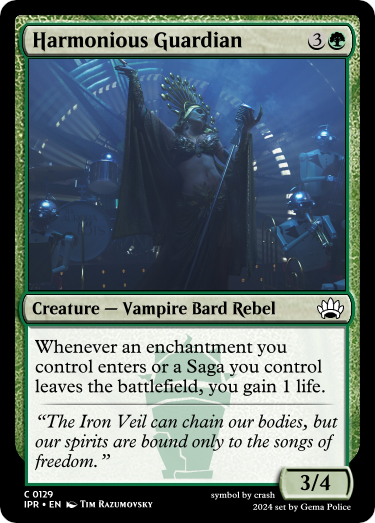 Harmonious Guardian 3
Creature — Vampire Bard Rebel
Whenever an enchantment you
control enters or a Saga you control
leaves the battlefield, you gain 1 life.
“The Iron Veil can chain our bodies, but
our spirits are bound only to the songs of
freedom.”
3/4
C 0129
IPR • EN Tim Razumovsky
symbol by crash
2024 set by Gema Police